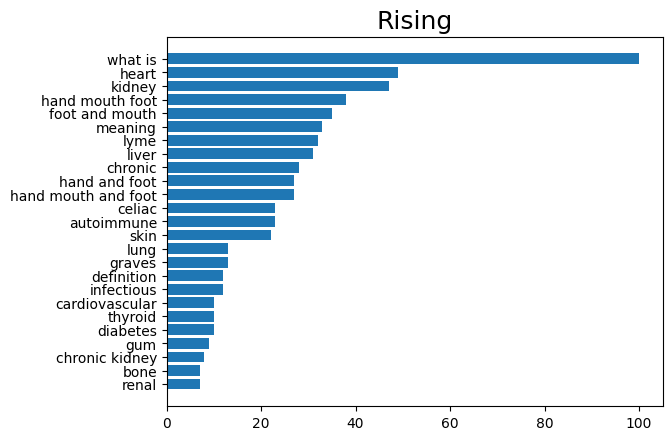 Rising
what is
heart
kidney
hand mouth foot
foot and mouth
meaning
lyme
liver
chronic
hand and foot
hand mouth and foot
celiac
autoimmune
skin
lung
graves
definition
infectious
cardiovascular
thyroid
diabetes
gum
chronic kidney
bone
renal
0 20 40 60 80 100